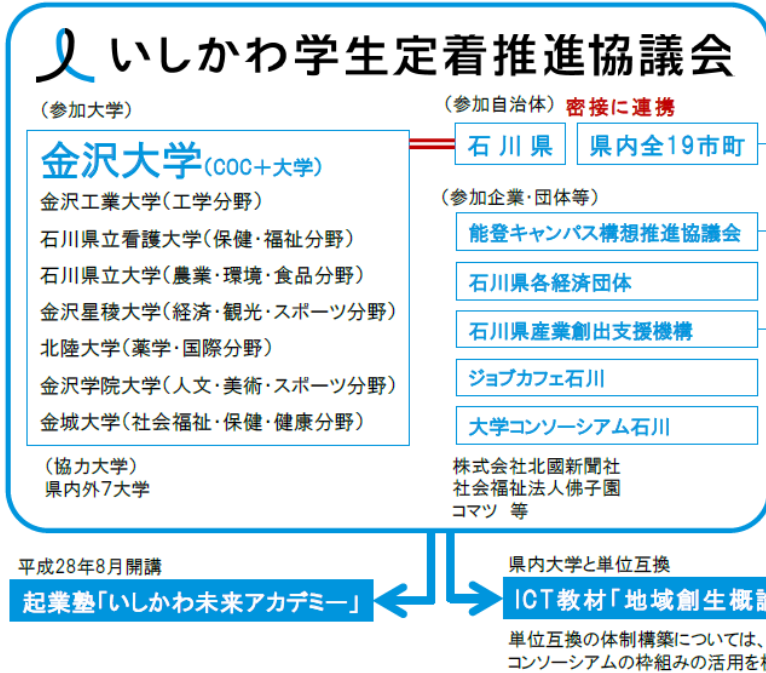 いしかわ学生定着推進協議会
(参加大学)
金沢大学(COC+大学)
金沢工業大学(工学分野)
石川県立看護大学(保健・福祉分野)
石川県立大学(農業・環境・食品分野)
金沢星稜大学(経済・観光・スポーツ分野)
北陸大学(薬学・国際分野)
金沢学院大学(人文・美術・スポーツ分野)
金城大学(社会福祉・保健・健康分野)
(協力大学)
県内外7大学
(参加自治体) 密接に連携
石川県 県内全19市町
(参加企業・団体等)
能登キャンパス構想推進協議会
石川県各経済団体
石川県産業創出支援機構
ジョブカフェ石川
大学コンソーシアム石川
株式会社北國新聞社
社会福祉法人佛子園
コマツ 等
平成28年8月開講
起業塾「いしかわ未来アカデミー」
県内大学と単位互換
ICT教材「地域創生概
単位互換の体制構築については、
コンソーシアムの枠組みの活用を